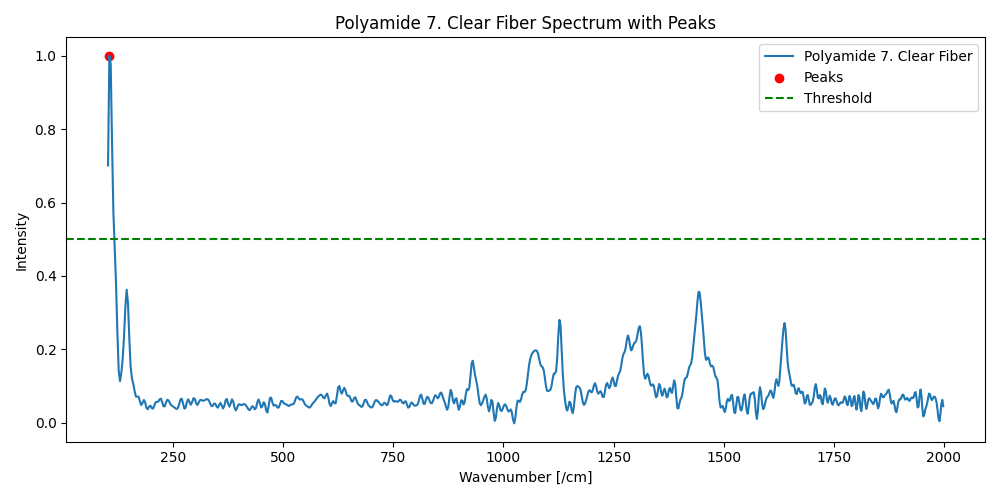 Polyamide 7. Clear Fiber Spectrum with Peaks
Polyamide 7. Clear Fiber
Peaks
Threshold
Intensity
1.0
0.8
0.6
0.4
0.2
0.0
250
500
750
1000
1250
1500
1750
2000
Wavenumber [/cm]